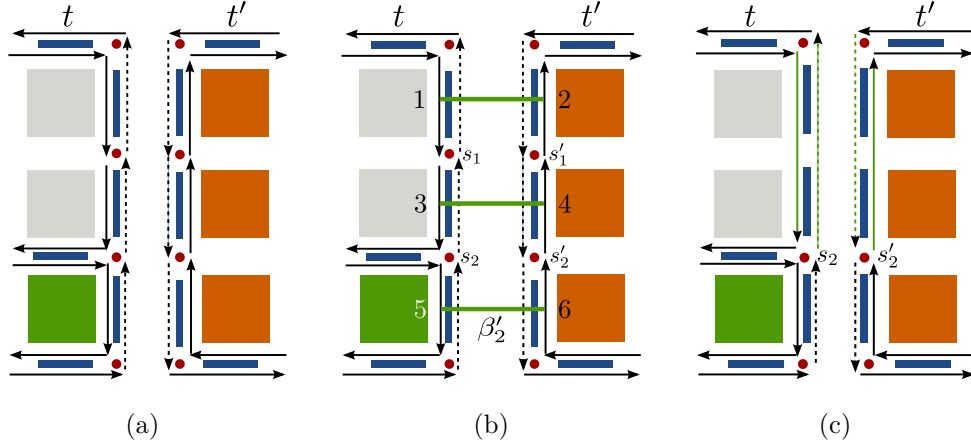 t t′ t t′ t t′
1 2
s₁ s′₁
3 4
s₂ s′₂ s₂ s′₂
5 6
β′₂
(a) (b) (c)